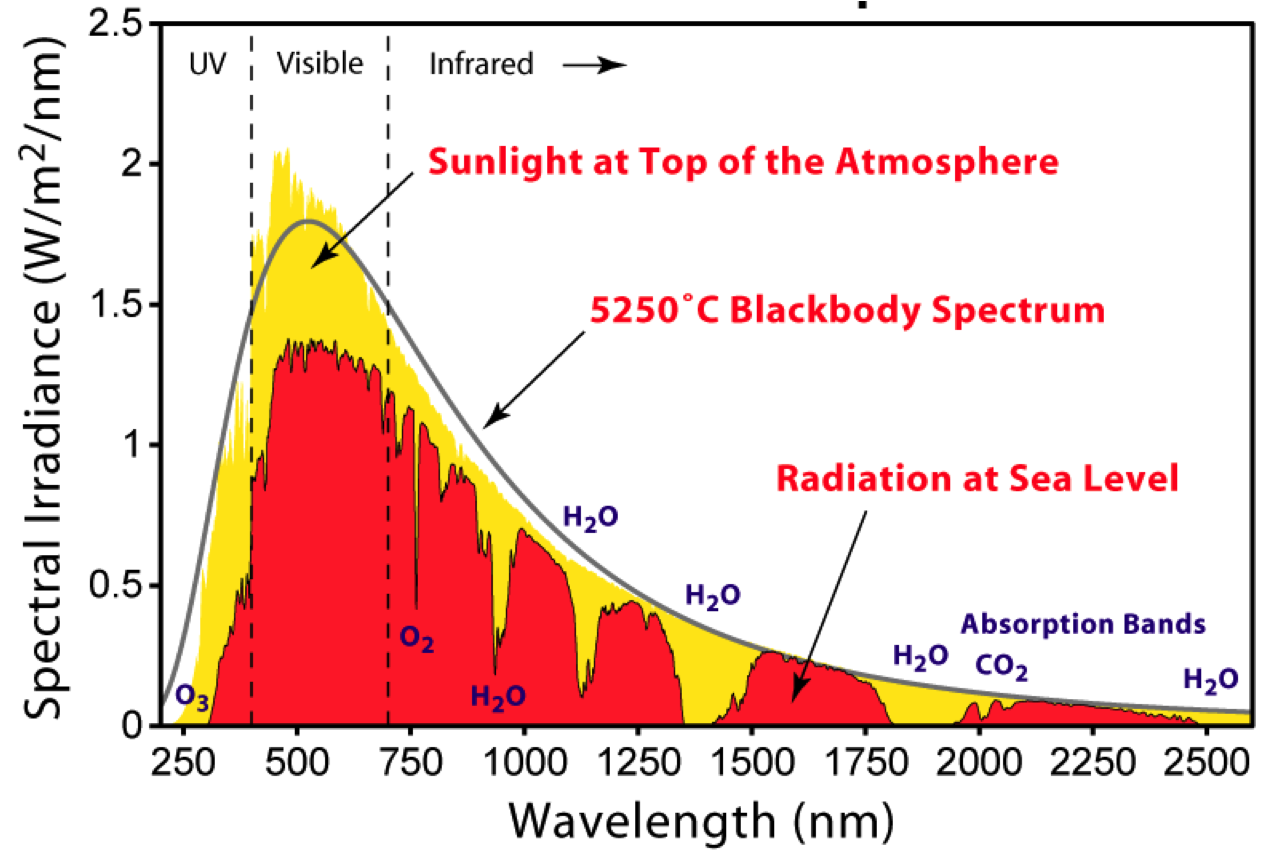 2.5
UV Visible Infrared
Sunlight at Top of the Atmosphere
2
5250˚C Blackbody Spectrum
1.5
1
Radiation at Sea Level
H₂O
0.5
H₂O
Absorption Bands
O₂
H₂O
CO₂
H₂O
O₃
H₂O
0
250 500 750 1000 1250 1500 1750 2000 2250 2500
Wavelength (nm)
Spectral Irradiance (W/m²/nm)